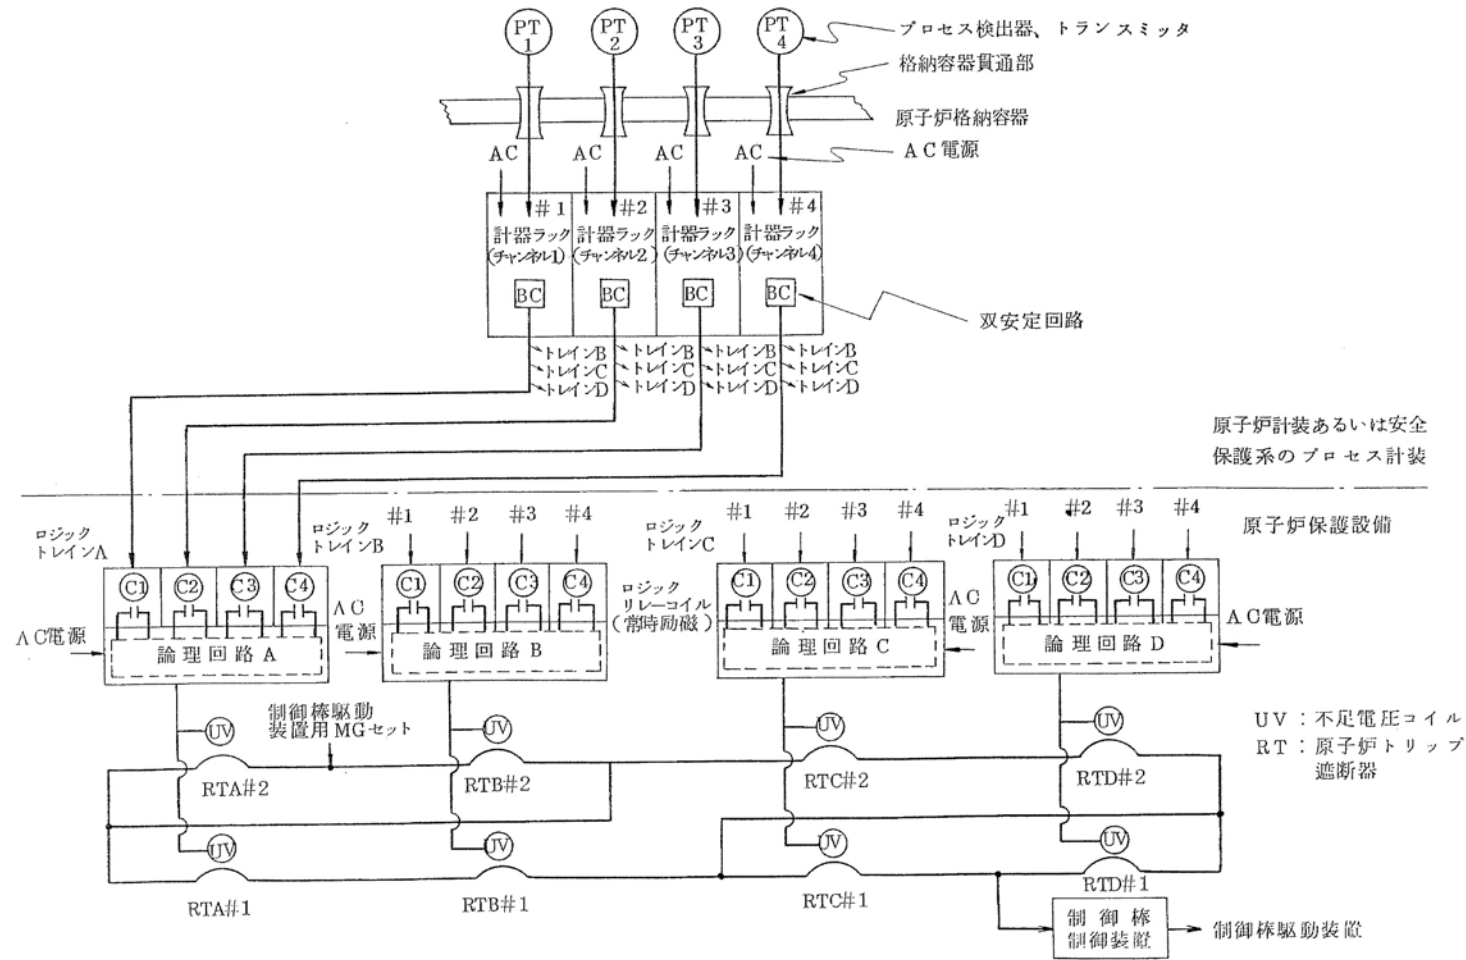 PT
1
PT
2
PT
3
PT
4
プロセス検出器、トランスミッタ
格納容器貫通部
原子炉格納容器
AC
AC
AC
AC
AC電源
#1
#2
#3
#4
計器ラック
(チャンネル1)
計器ラック
(チャンネル2)
計器ラック
(チャンネル3)
計器ラック
(チャンネル4)
BC
BC
BC
BC
双安定回路
トレインB
トレインC
トレインD
トレインB
トレインC
トレインD
トレインB
トレインC
トレインD
トレインB
トレインC
トレインD
原子炉計装あるいは安全
保護系のプロセス計装
原子炉保護設備
ロジック
トレインA
ロジック
トレインB
#1
#2
#3
#4
ロジック
トレインC
#1
#2
#3
#4
ロジック
トレインD
#1
#2
#3
#4
C1
C2
C3
C4
C1
C2
C3
C4
C1
C2
C3
C4
C1
C2
C3
C4
AC電源
論理回路A
AC
電源
論理回路B
ロジック
リレーコイル
(常時励磁)
論理回路C
AC
電源
論理回路D
AC電源
制御棒駆動
装置用MGセット
UV
UV
UV
UV
UV:不足電圧コイル
RT:原子炉トリップ
遮断器
RTA#2
RTB#2
RTC#2
RTD#2
UV
UV
UV
UV
RTA#1
RTB#1
RTC#1
RTD#1
制御棒
制御装置
制御棒駆動装置